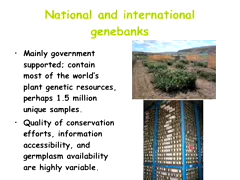 National and international
genebanks
• Mainly government
supported; contain
most of the world's
plant genetic resources,
perhaps 1.5 million
unique samples.
• Quality of conservation
efforts, information
accessibility, and
germplasm availability
are highly variable.